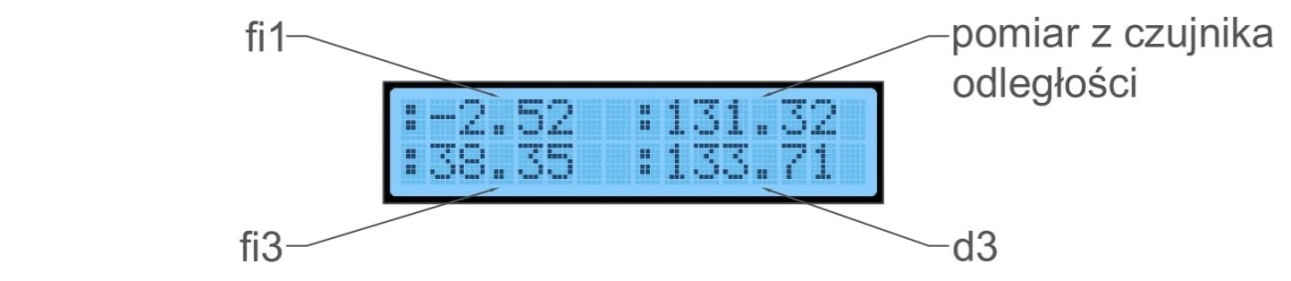 fi1
pomiar z czujnika
odległości
:-2.52 :131.32
:38.35 :133.71
fi3
d3